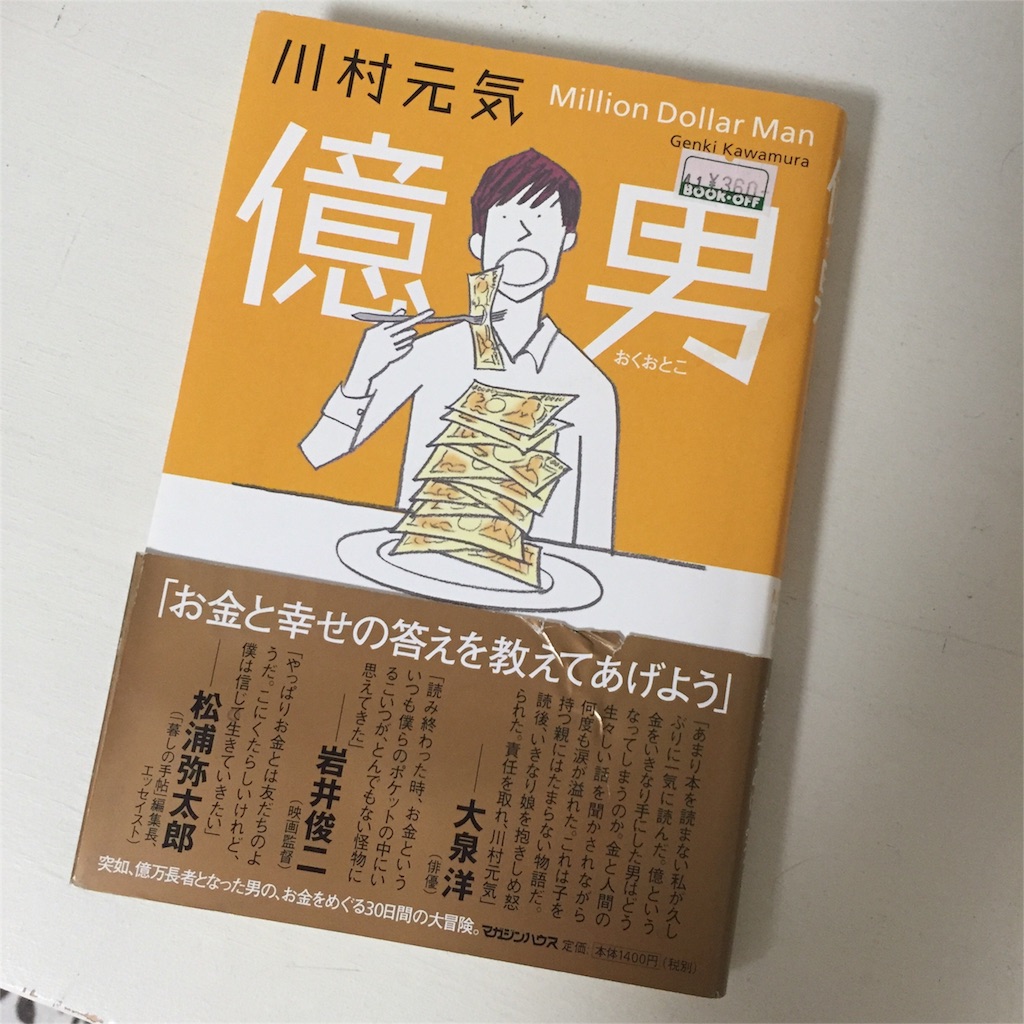 川村元気
Million Dollar Man
Genki Kawamura
41¥360
BOOK・OFF
億男
おくおとこ
「お金と幸せの答えを教えてあげよう」
「あまり本を読まない私が久し
ぶりに一気に読んだ。億という
金をいきなり手にした男はどう
なってしまうのか。金と人間の
生々しい話を聞かされながら
何度も涙が溢れた。これは子を
持つ親にはたまらない物語だ。
読後、いきなり娘を抱きしめ怒
られた。責任を取れ、川村元気」
――大泉洋
(俳優)
「読み終わった時、お金という
いつも僕らのポケットの中にい
るこいつが、とんでもない怪物に
思えてきた」
――岩井俊二
(映画監督)
「やっぱりお金とは友だちのよ
うだ。こにくたらしいけれど、
僕は信じて生きていきたい」
――松浦弥太郎
(「暮しの手帖」編集長、
エッセイスト)
突如、億万長者となった男の、お金をめぐる30日間の大冒険。
マガジンハウス 定価:本体1400円(税別)